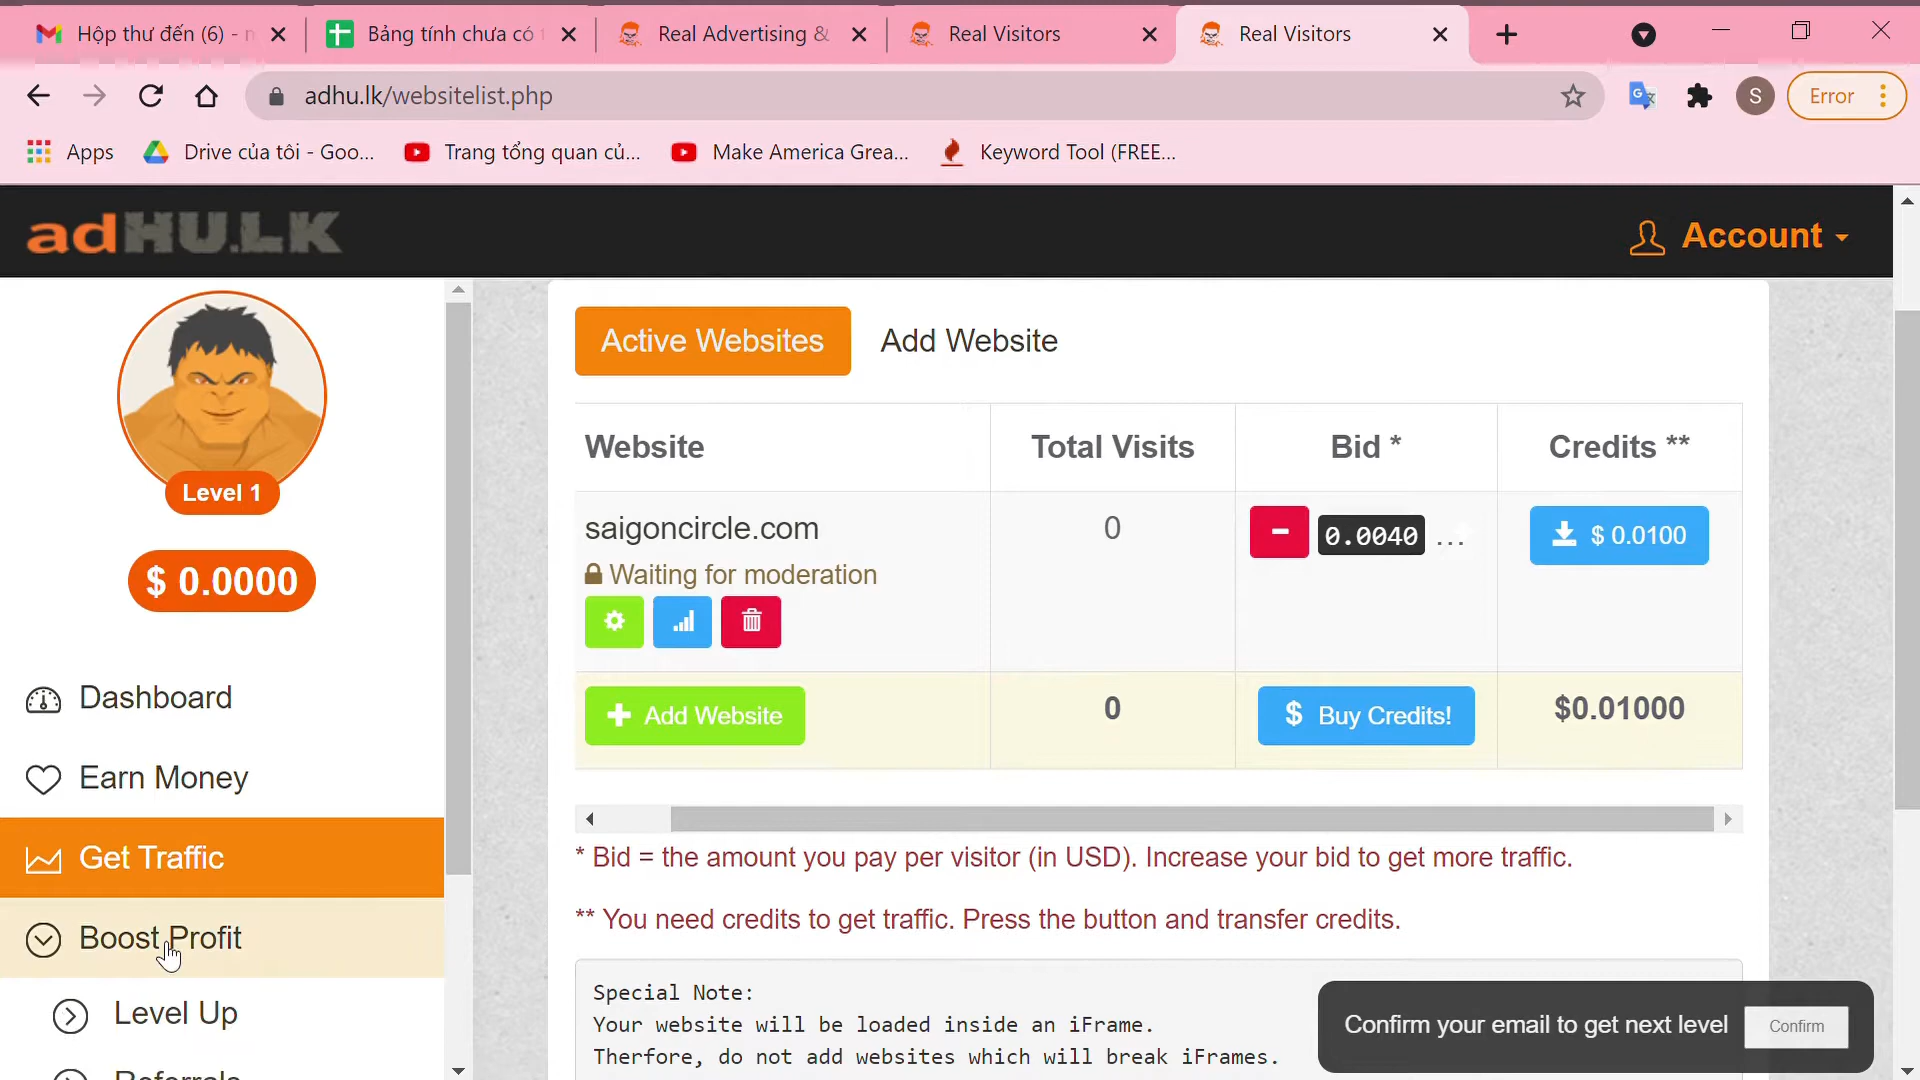 Hộp thư đến (6) -
Bảng tính chưa có
Real Advertising &
Real Visitors
Real Visitors
adhu.lk/websitelist.php
S
Error
Apps
Drive của tôi - Goo...
Trang tổng quan củ...
Make America Grea...
Keyword Tool (FREE...
adHU.LK
Account
Level 1
$ 0.0000
Dashboard
Earn Money
Get Traffic
Boost Profit
Level Up
Referrals
Active Websites
Add Website
Website
Total Visits
Bid *
Credits **
saigoncircle.com
0
0.0040
...
$ 0.0100
Waiting for moderation
Add Website
0
$ Buy Credits!
$0.01000
* Bid = the amount you pay per visitor (in USD). Increase your bid to get more traffic.
** You need credits to get traffic. Press the button and transfer credits.
Special Note:
Your website will be loaded inside an iFrame.
Therfore, do not add websites which will break iFrames.
Confirm your email to get next level
Confirm